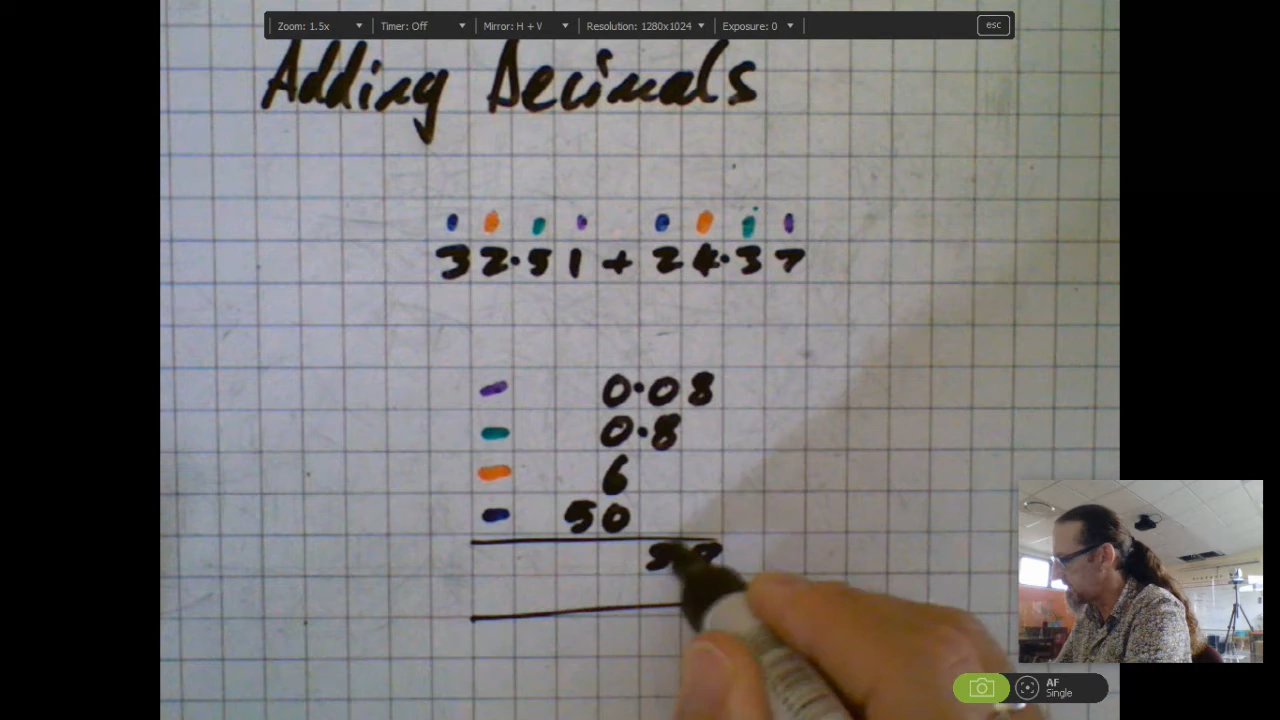 Zoom: 1.5x Timer: Off Mirror: H + V Resolution: 1280x1024 Exposure: 0 esc
Adding Decimals
32·51 + 24·37
0·08
0·8
6
50
AF
Single